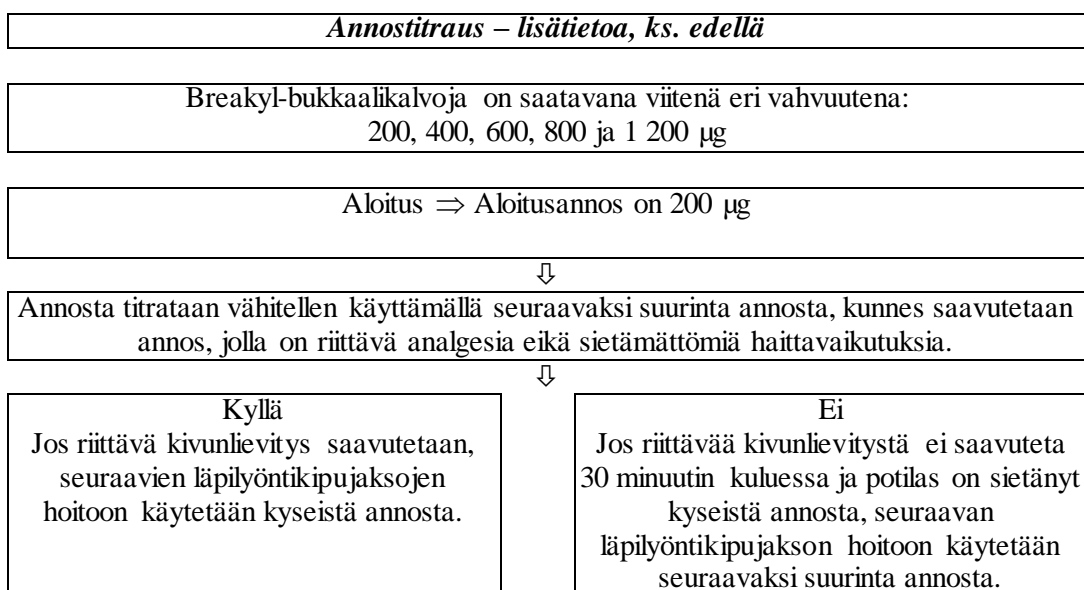 Annostitraus – lisätietoa, ks. edellä
Breakyl-bukkaalikalvoja on saatavana viitenä eri vahvuutena:
200, 400, 600, 800 ja 1 200 µg
Aloitus ⇒ Aloitusannos on 200 µg
⇩
Annosta titrataan vähitellen käyttämällä seuraavaksi suurinta annosta, kunnes saavutetaan
annos, jolla on riittävä analgesia eikä sietämättömiä haittavaikutuksia.
⇩
Kyllä
Jos riittävä kivunlievitys saavutetaan,
seuraavien läpilyöntikipujaksojen
hoitoon käytetään kyseistä annosta.
Ei
Jos riittävää kivunlievitystä ei saavuteta
30 minuutin kuluessa ja potilas on sietänyt
kyseistä annosta, seuraavan
läpilyöntikipujakson hoitoon käytetään
seuraavaksi suurinta annosta.